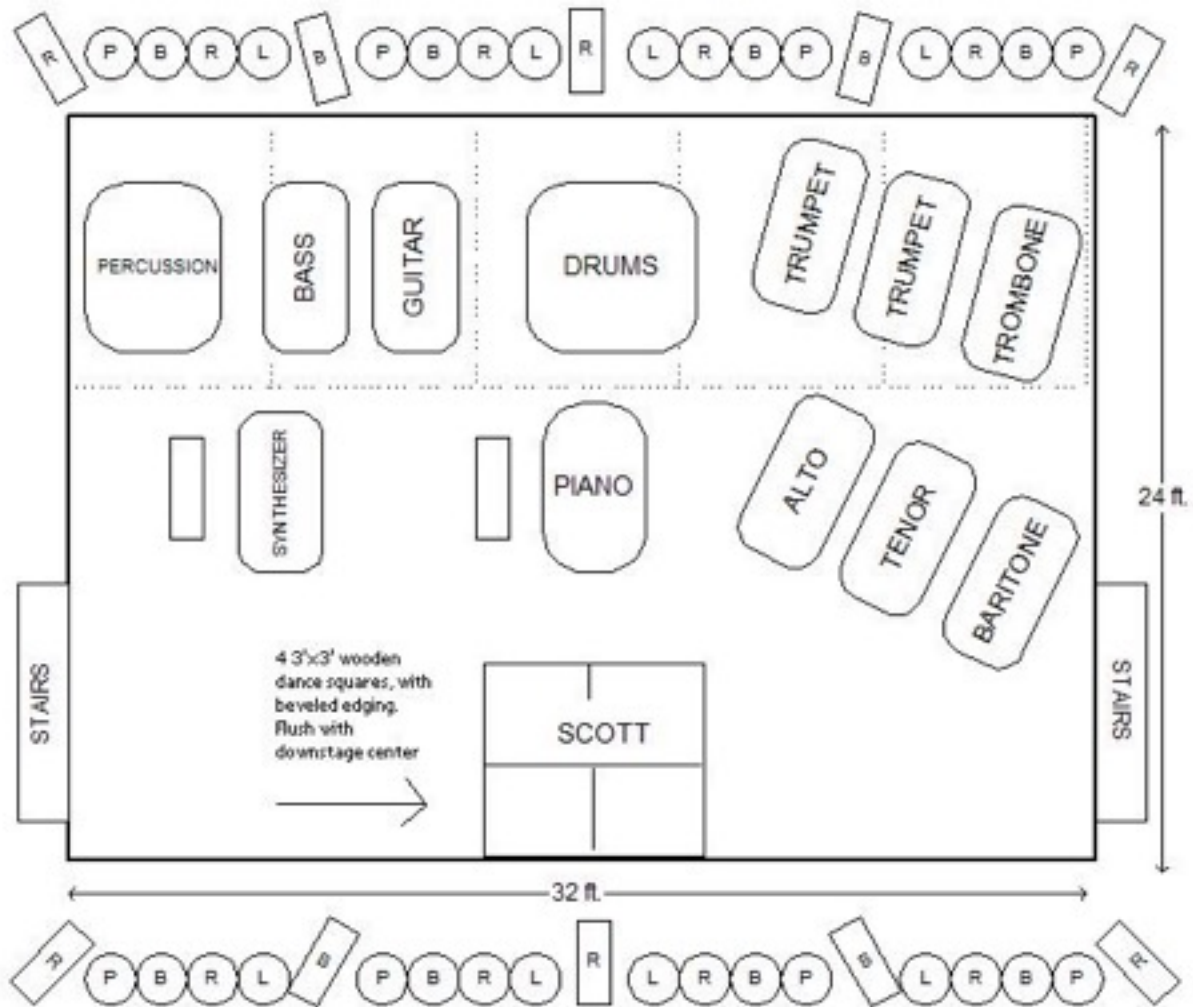 R P B R L B P B R L R L R B P B L R B P R
PERCUSSION
BASS
GUITAR
DRUMS
TRUMPET
TRUMPET
TROMBONE
SYNTHESIZER
PIANO
ALTO
TENOR
BARITONE
24 ft.
STAIRS
4 3'x3' wooden
dance squares, with
beveled edging.
Flush with
downstage center
SCOTT
STAIRS
32 ft.
R P B R L B P B R L R L R B P B L R B P R